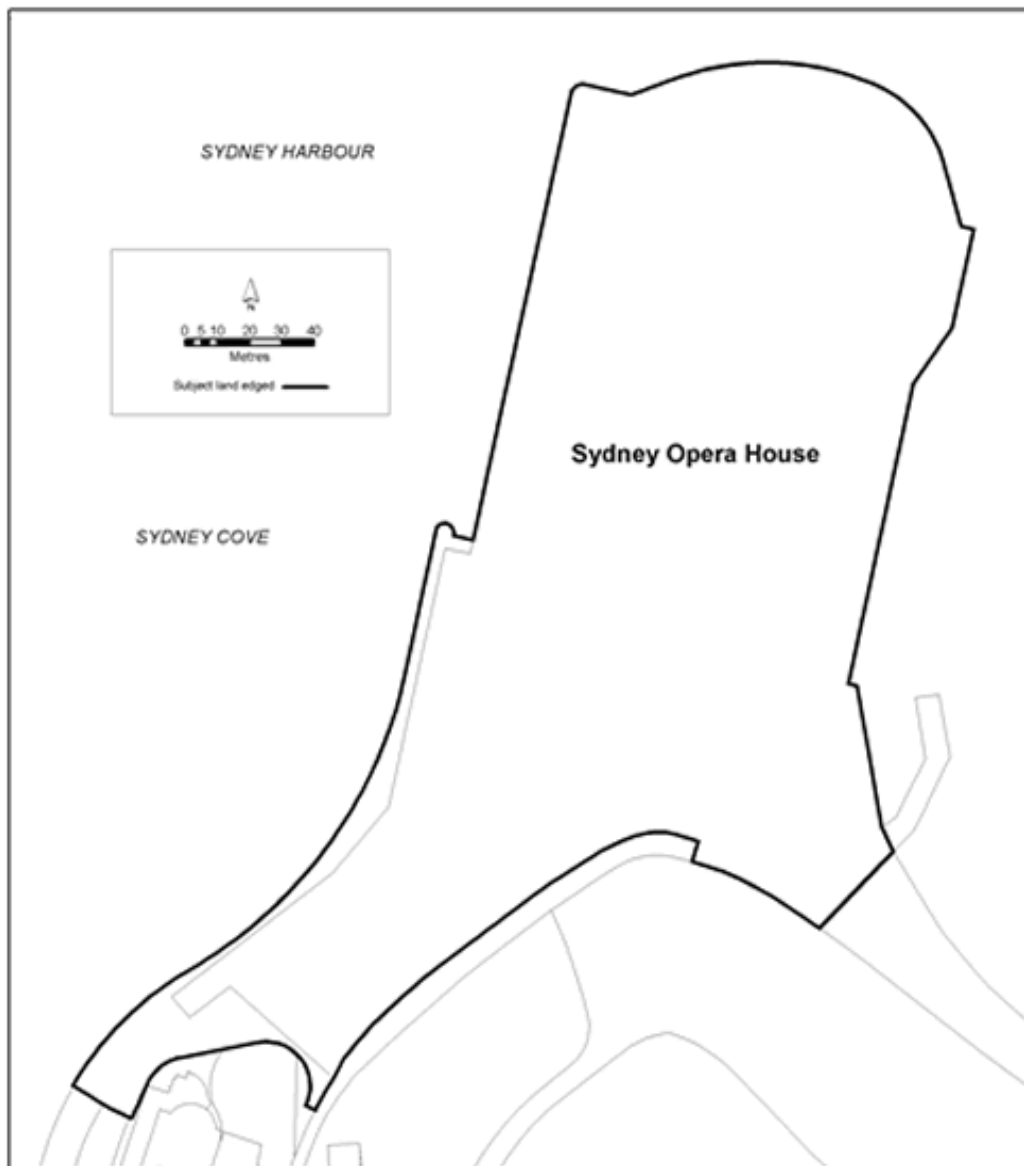 SYDNEY HARBOUR
N
0 5 10 20 30 40
Metres
Subject land edged
Sydney Opera House
SYDNEY COVE